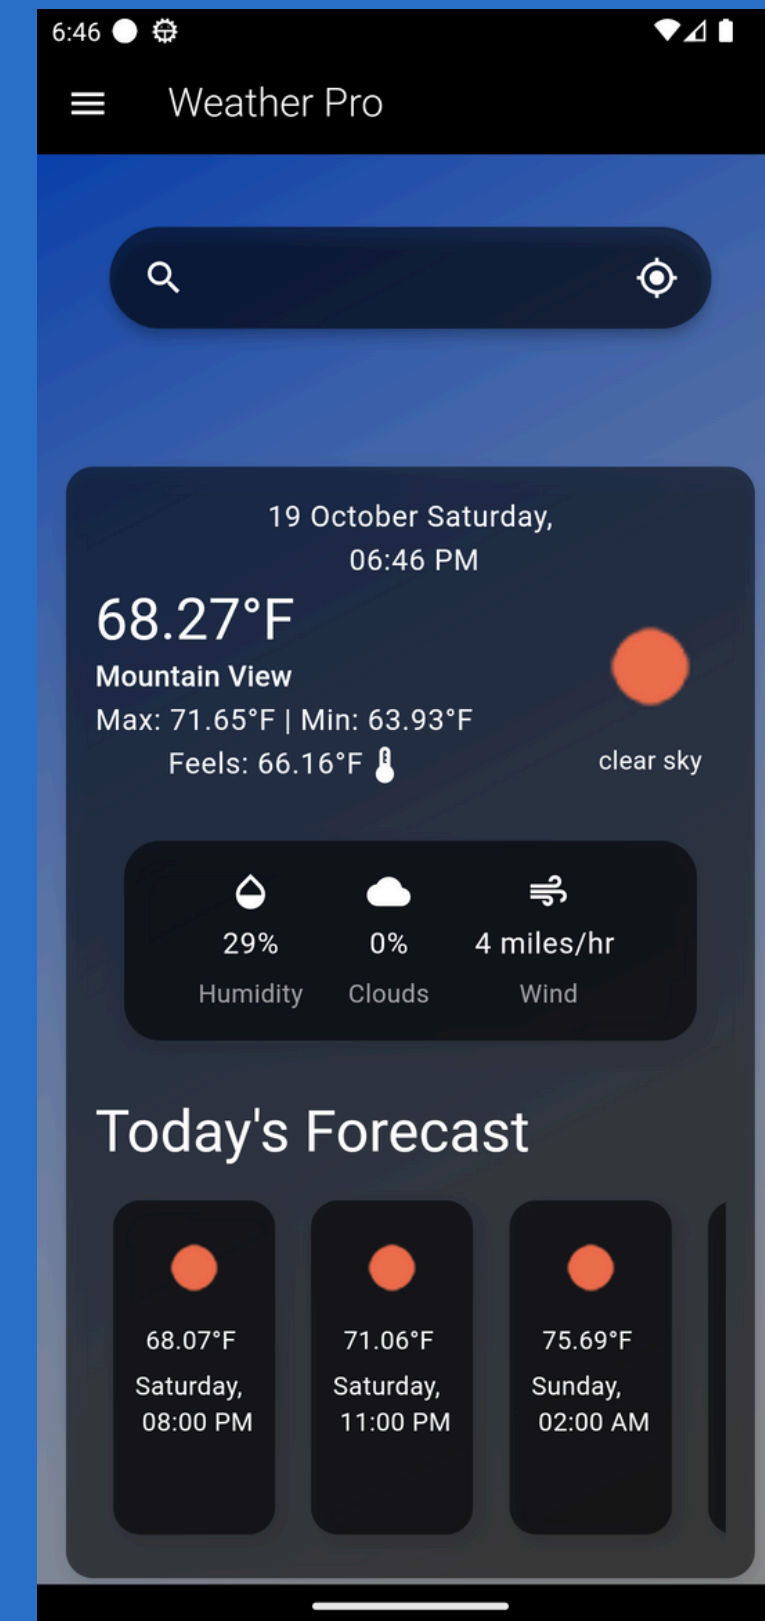 6:46
Weather Pro
19 October Saturday,
06:46 PM
68.27°F
Mountain View
Max: 71.65°F | Min: 63.93°F
Feels: 66.16°F
clear sky
29% 0% 4 miles/hr
Humidity Clouds Wind
Today's Forecast
68.07°F 71.06°F 75.69°F
Saturday, Saturday, Sunday,
08:00 PM 11:00 PM 02:00 AM